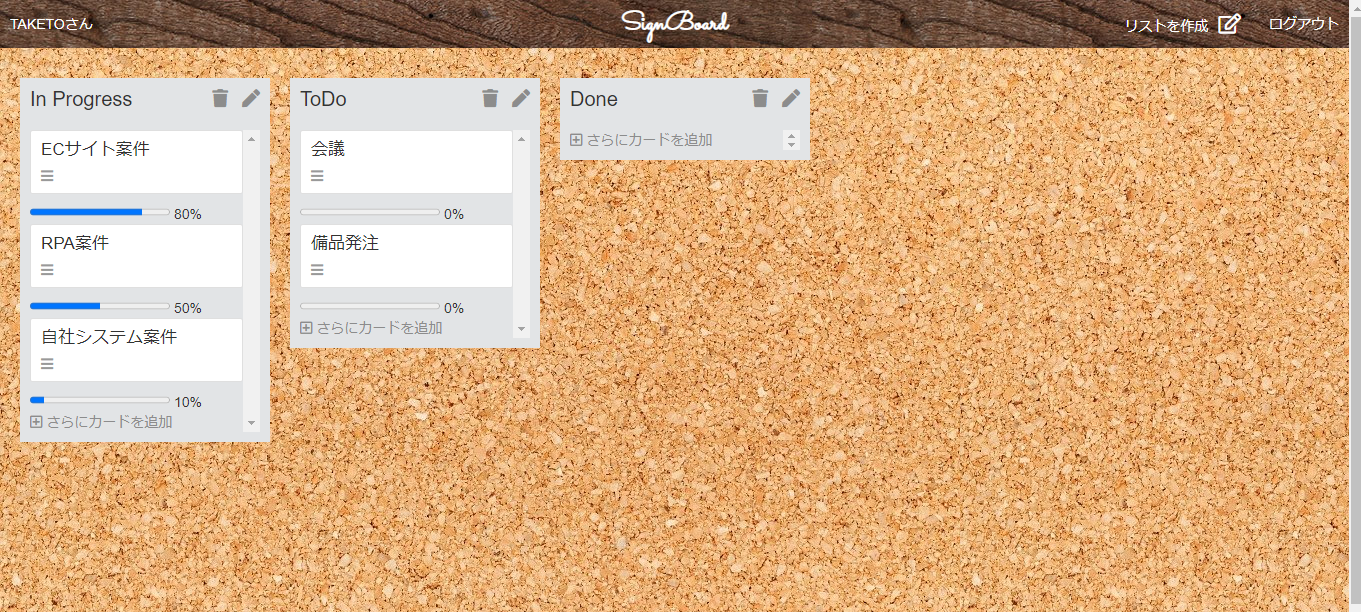 TAKETOさん
SignBoard
リストを作成
ログアウト
In Progress
ECサイト案件
80%
RPA案件
50%
自社システム案件
10%
さらにカードを追加
ToDo
会議
0%
備品発注
0%
さらにカードを追加
Done
さらにカードを追加